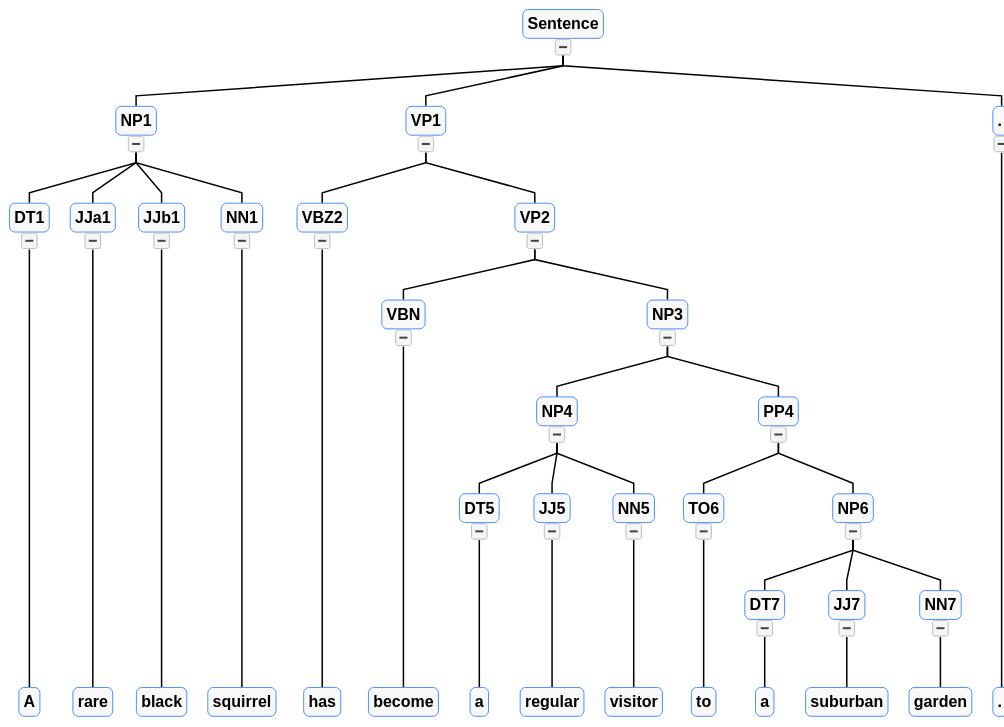 Sentence
NP1 VP1 .
DT1 JJa1 JJb1 NN1 VBZ2 VP2
VBN NP3
NP4 PP4
DT5 JJ5 NN5 TO6 NP6
DT7 JJ7 NN7
A rare black squirrel has become a regular visitor to a suburban garden .